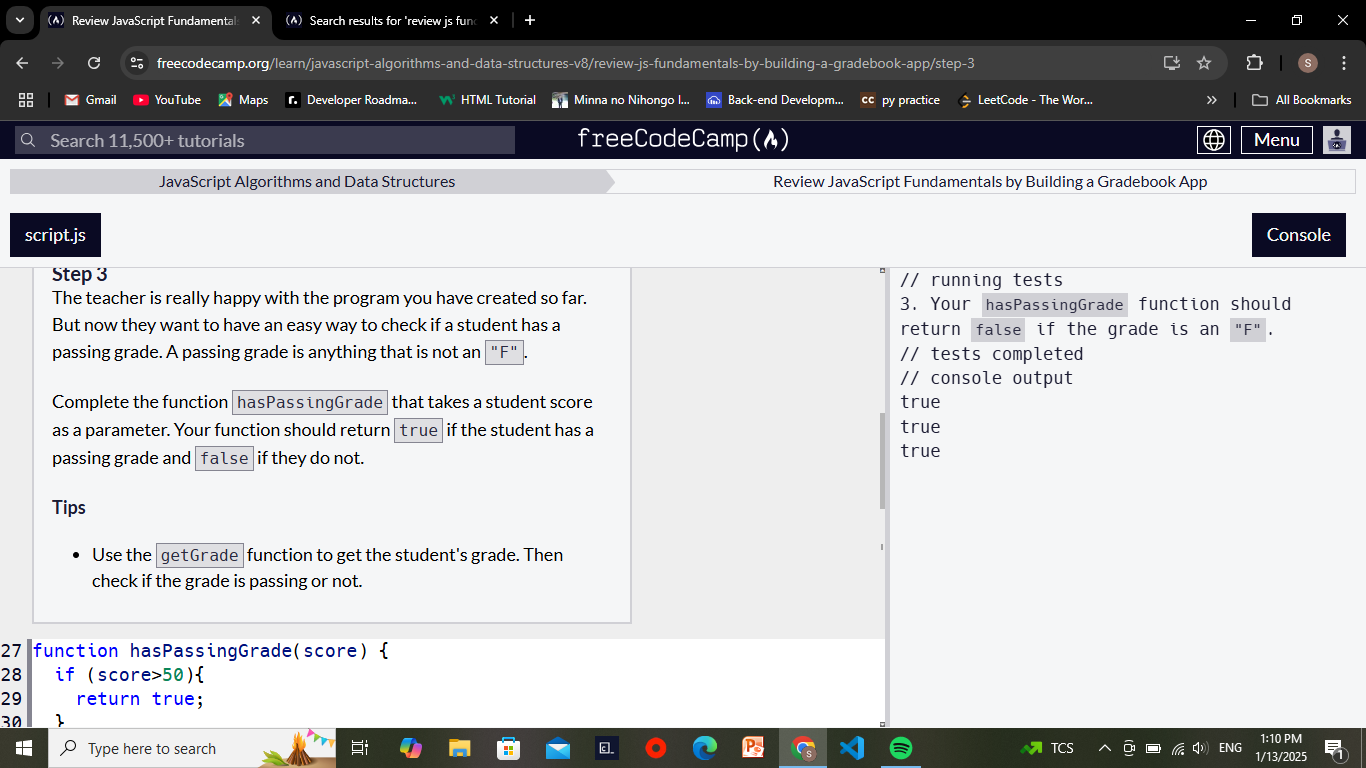 Review JavaScript Fundamentals
Search results for 'review js func
freecodecamp.org/learn/javascript-algorithms-and-data-structures-v8/review-js-fundamentals-by-building-a-gradebook-app/step-3
S
Gmail YouTube Maps Developer Roadma... HTML Tutorial Minna no Nihongo I... Back-end Developm... CC py practice LeetCode - The Wor... » All Bookmarks
Search 11,500+ tutorials
freeCodeCamp
Menu
JavaScript Algorithms and Data Structures
Review JavaScript Fundamentals by Building a Gradebook App
script.js
Console
Step 3
The teacher is really happy with the program you have created so far.
But now they want to have an easy way to check if a student has a
passing grade. A passing grade is anything that is not an "F".
Complete the function hasPassingGrade that takes a student score
as a parameter. Your function should return true if the student has a
passing grade and false if they do not.
Tips
• Use the getGrade function to get the student's grade. Then
check if the grade is passing or not.
27 function hasPassingGrade(score) {
28 if (score>50){
29 return true;
30 }
// running tests
3. Your hasPassingGrade function should
return false if the grade is an "F".
// tests completed
// console output
true
true
true
Type here to search
TCS
ENG
1:10 PM
1/13/2025
1